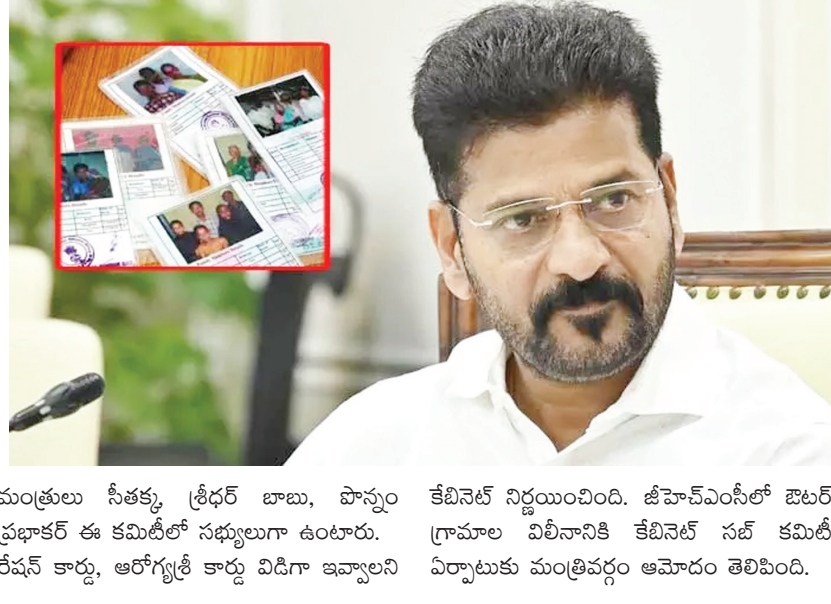 మంత్రులు సీతక్క, శ్రీధర్ బాబు, పొన్నం
ప్రభాకర్ ఈ కమిటీలో సభ్యులుగా ఉంటారు.
రేషన్ కార్డు, ఆరోగ్యశ్రీ కార్డు విడిగా ఇవ్వాలని
కేబినెట్ నిర్ణయించింది. జీహెచ్ఎంసీలో ఔటర్
గ్రామాల విలీనానికి కేబినెట్ సబ్ కమిటీ
ఏర్పాటుకు మంత్రివర్గం ఆమోదం తెలిపింది.